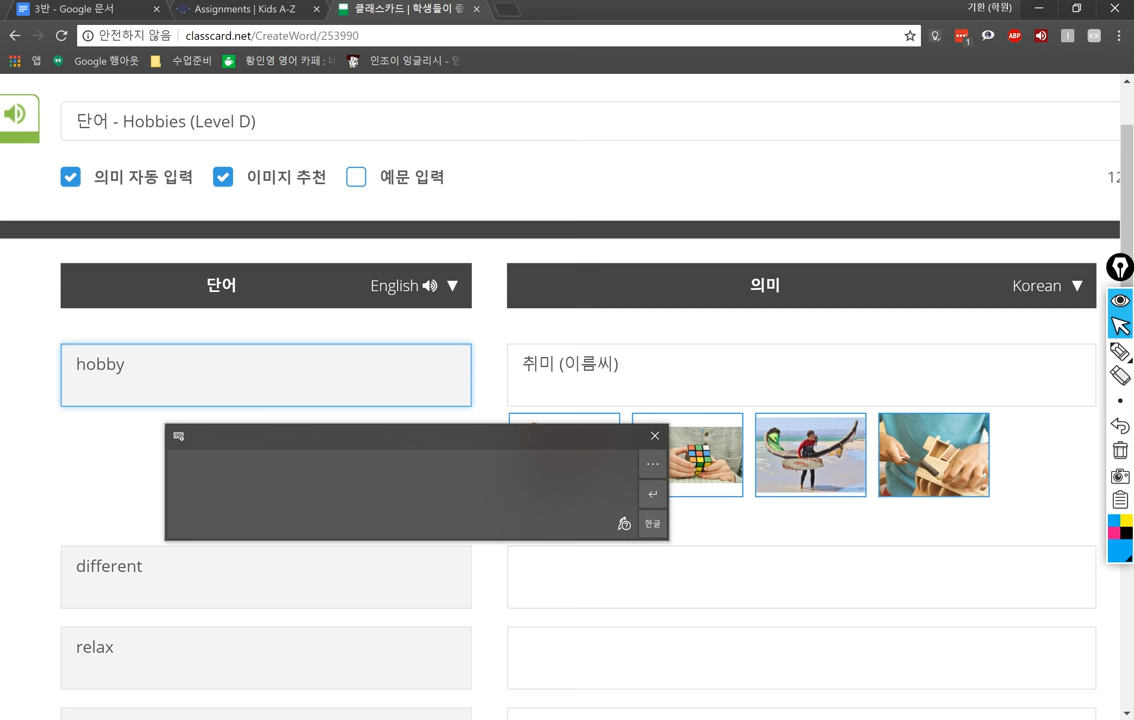 3반 - Google 문서
Assignments | Kids A-Z
클래스카드 | 학생들이 좋
기환 (학원)
안전하지 않음
classcard.net/CreateWord/253990
1
ABP
앱
Google 행아웃
수업준비
황인영 영어 카페 : 네
인조이 잉글리시 - 영
단어 - Hobbies (Level D)
의미 자동 입력
이미지 추천
예문 입력
12
단어
English ▼
의미
Korean ▼
hobby
취미 (이름씨)
...
한글
different
relax